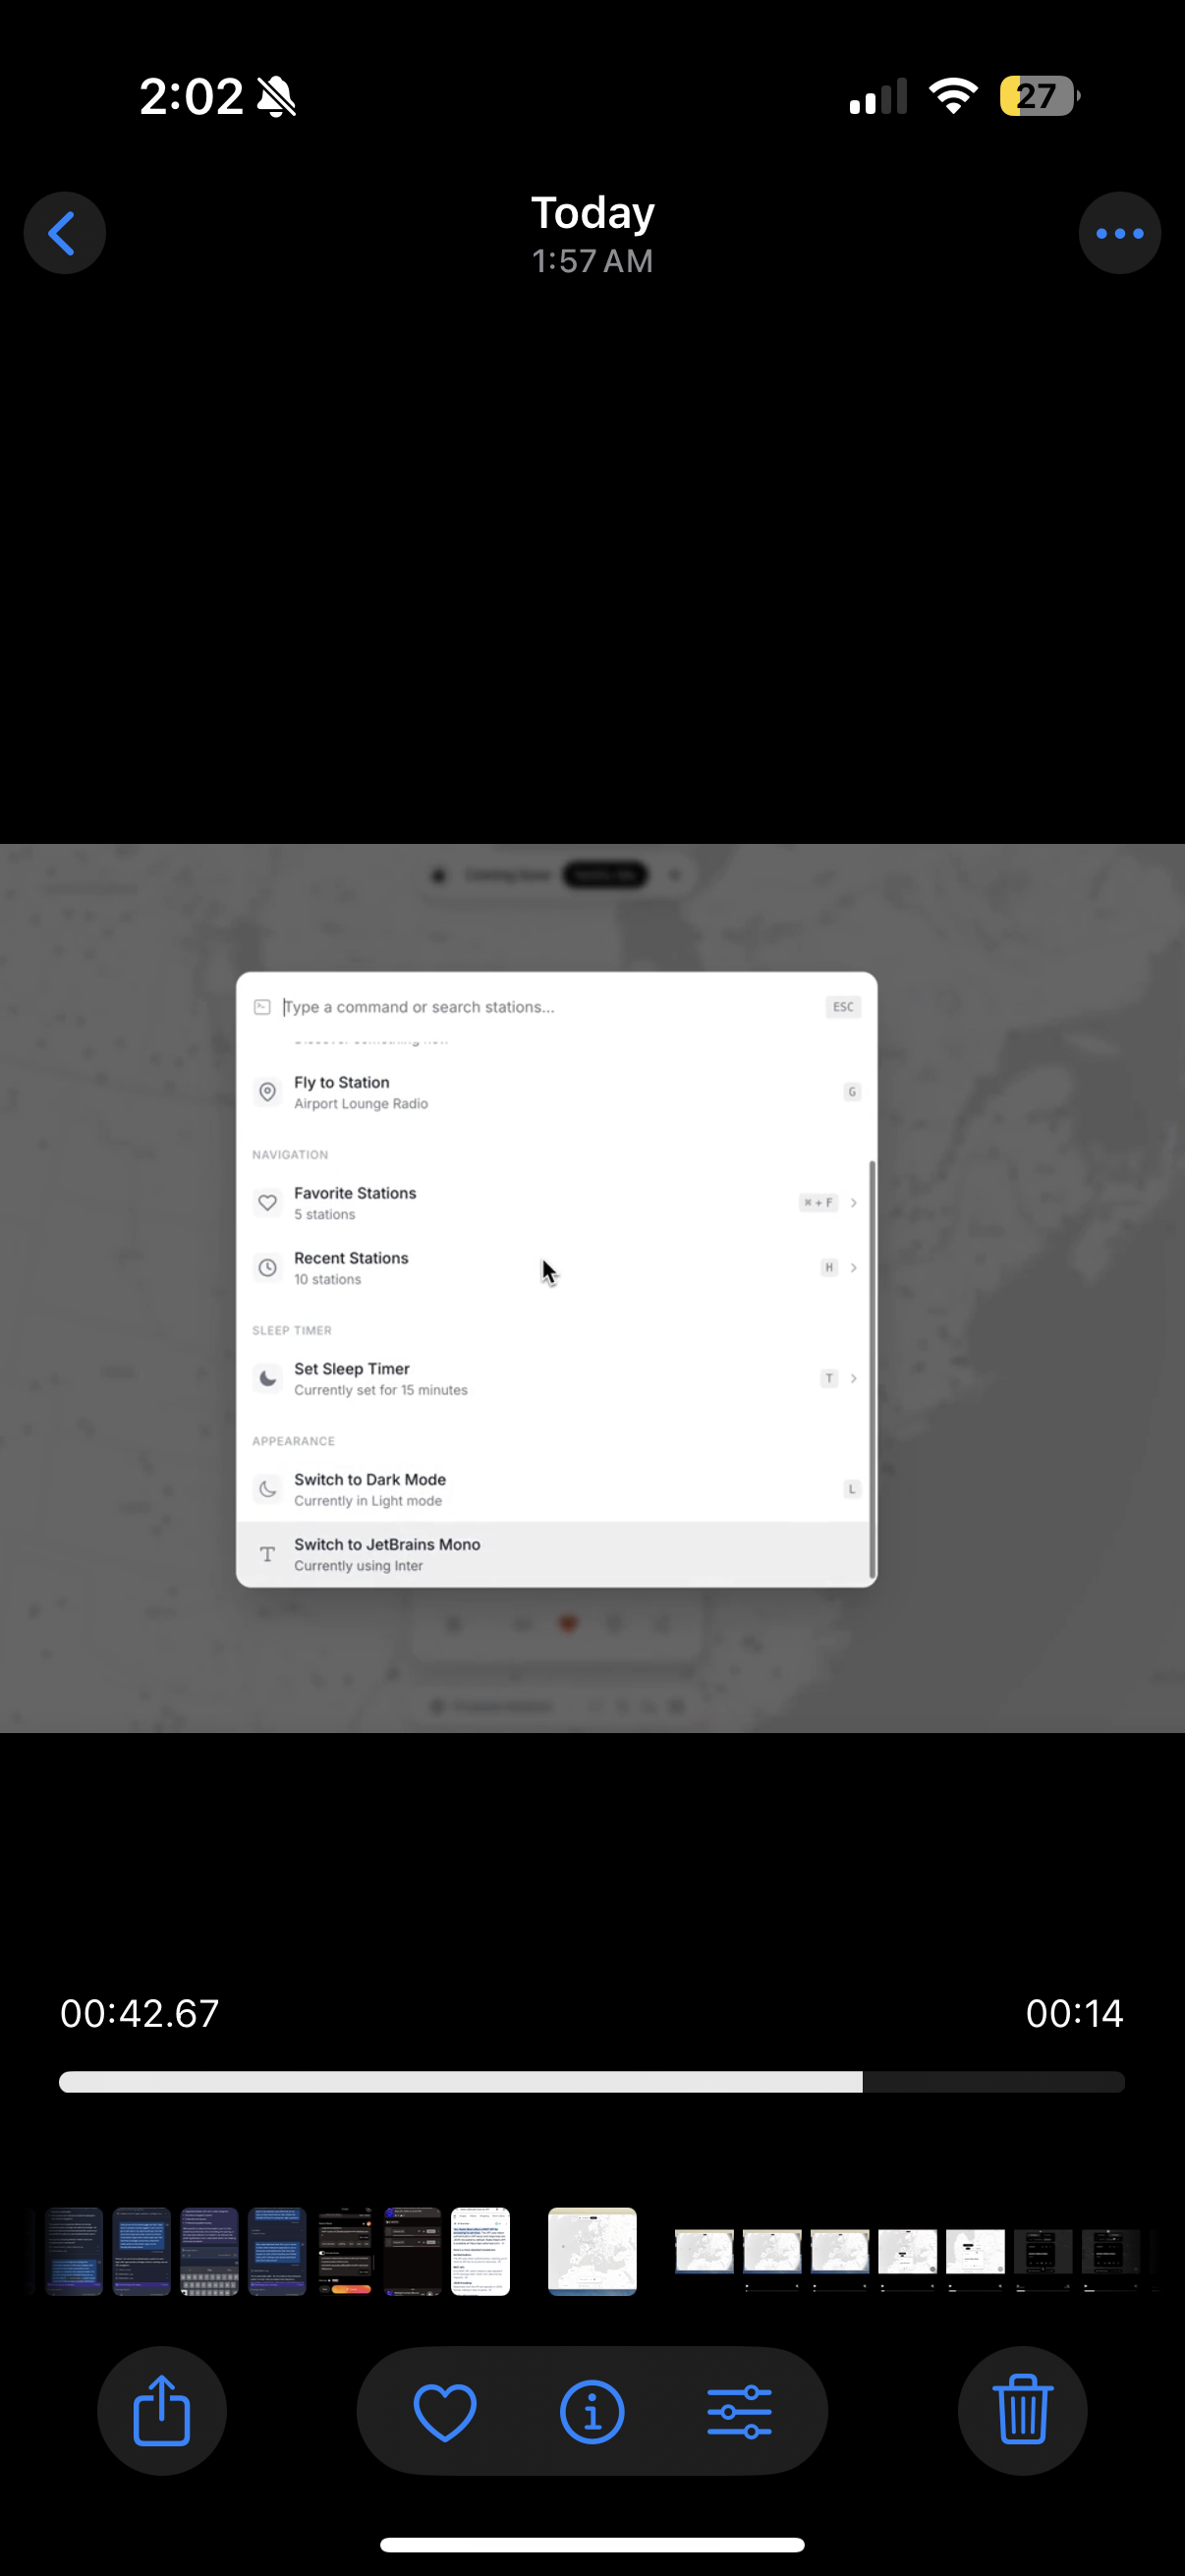 2:02
27
Today
1:57 AM
Type a command or search stations...
ESC
Discover something new
Fly to Station
G
Airport Lounge Radio
NAVIGATION
Favorite Stations
⌘ + F
5 stations
Recent Stations
H
10 stations
SLEEP TIMER
Set Sleep Timer
T
Currently set for 15 minutes
APPEARANCE
Switch to Dark Mode
L
Currently in Light mode
Switch to JetBrains Mono
Currently using Inter
00:42.67
00:14